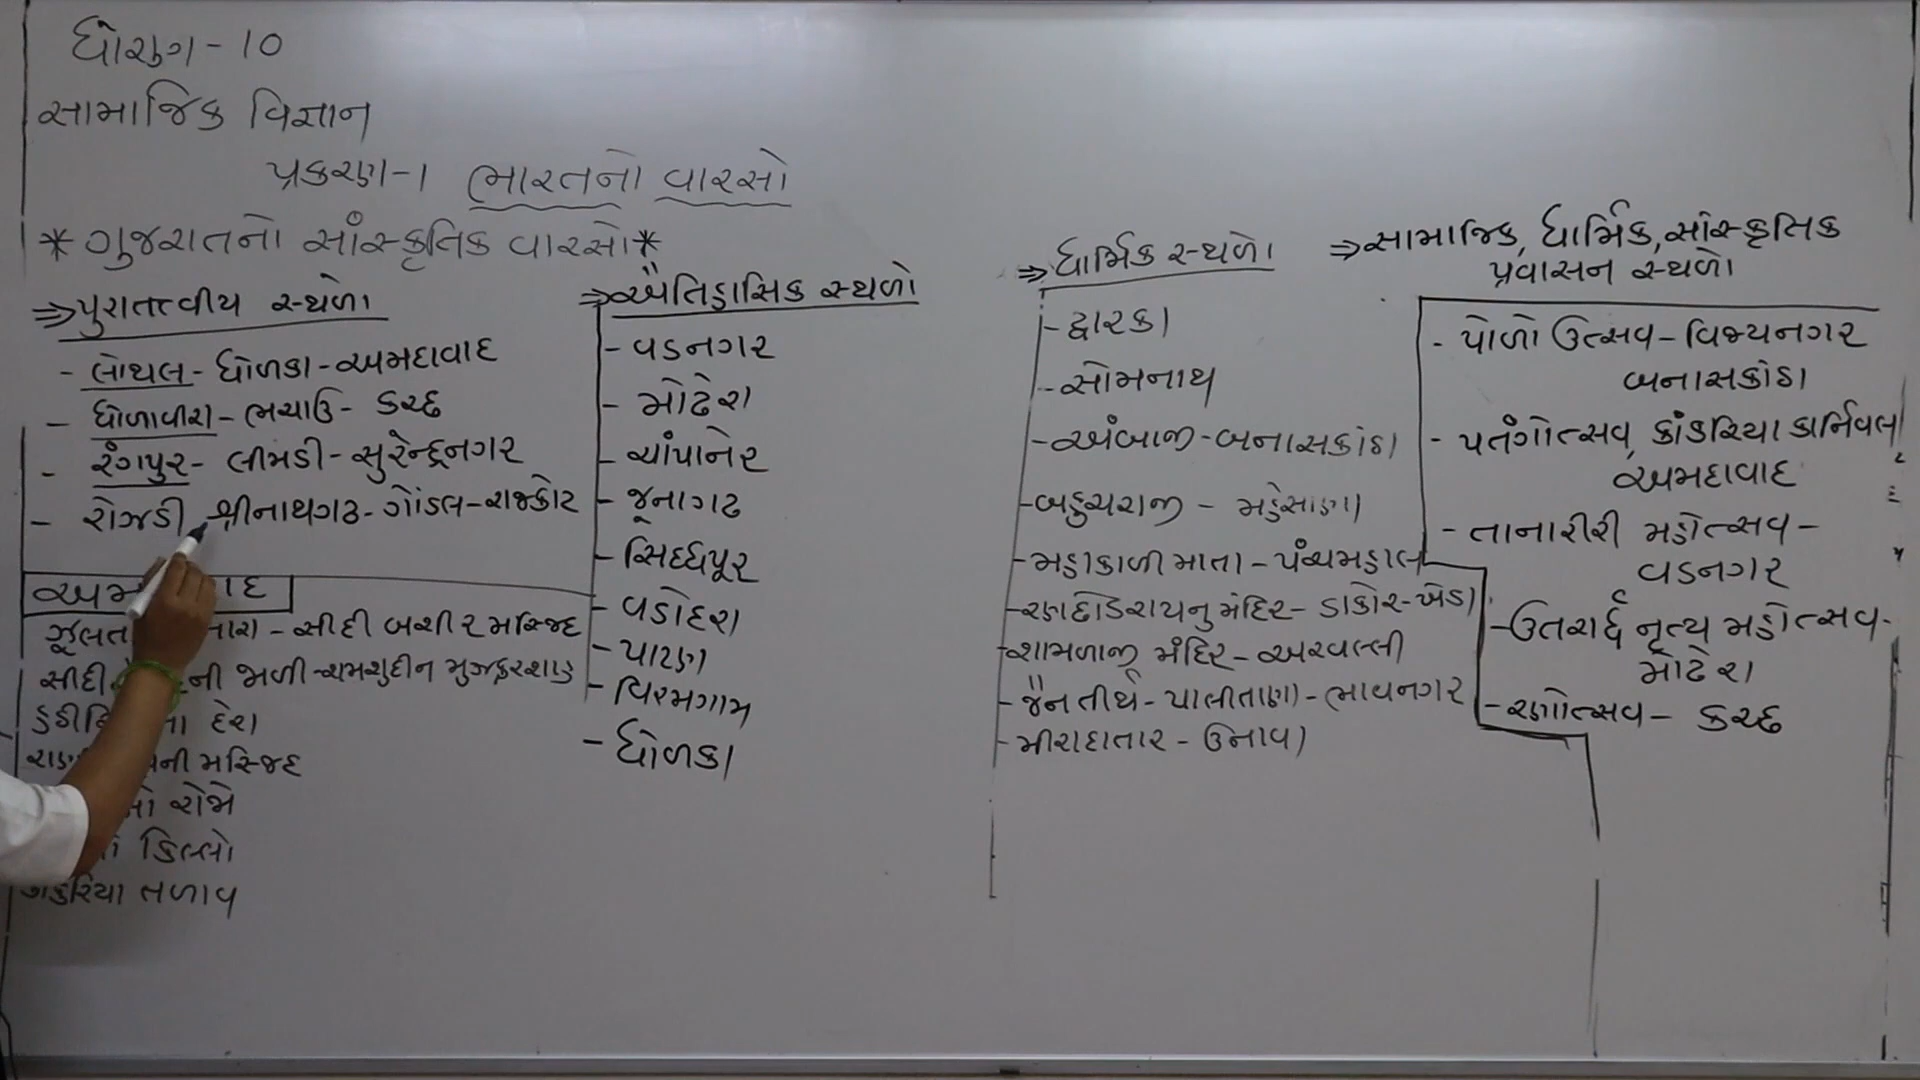 ધોરણ - 10
સામાજિક વિજ્ઞાન
પ્રકરણ-1 ભારતનો વારસો
* ગુજરાતનો સાંસ્કૃતિક વારસો *
⇒ પુરાતત્વીય સ્થળો
- લોથલ - ધોળકા - અમદાવાદ
- ધોળાવીરા - ભચાઉ - કચ્છ
- રંગપુર - લીમડી - સુરેન્દ્રનગર
- રોઝડી શ્રીનાથગઢ - ગોંડલ - રાજકોટ
ઝૂલત - સીદી બશીર મસ્જિદ
સીદી ની જાળી - શમશુદીન મુઝફ્ફરશાહ
દેરા
ની મસ્જિદ
રોજો
કિલ્લો
કાંકરિયા તળાવ
⇒ ઐતિહાસિક સ્થળો
- વડનગર
- મોઢેરા
- ચાંપાનેર
- જૂનાગઢ
- સિધ્ધપૂર
- વડોદરા
- પાટણ
- વિરમગામ
- ધોળકા
⇒ ધાર્મિક સ્થળો
- દ્વારકા
- સોમનાથ
- અંબાજી - બનાસકાંઠા
- બહુચરાજી - મહેસાણા
- મહાકાળી માતા - પંચમહાલ
- રણછોડરાયનુ મંદિર - ડાકોર - ખેડા
- શામળાજી મંદિર - અરવલ્લી
- જૈન તીર્થ - પાલીતાણા - ભાવનગર
- મીરાદાતાર - ઉનાવા
⇒ સામાજિક, ધાર્મિક, સાંસ્કૃતિક
પ્રવાસન સ્થળો
- પોળો ઉત્સવ - વિજયનગર
બનાસકાંઠા
- પતંગોત્સવ, કાંકરિયા કાર્નિવલ
અમદાવાદ
- તાનારીરી મહોત્સવ -
વડનગર
- ઉતરાર્દ્ધ નૃત્ય મહોત્સવ -
મોઢેરા
- રણોત્સવ - કચ્છ